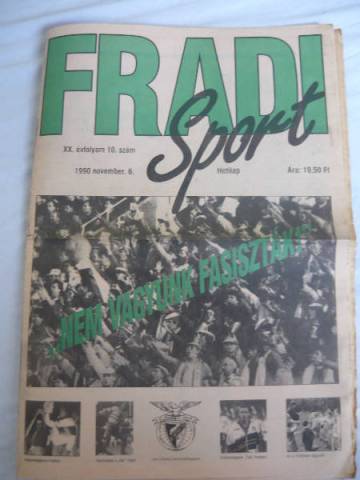 FRADI
Sport
XX. évfolyam 10. szám
1990 november. 6.
Hetilap
Ára: 19,50 Ft
„NEM VAGYUNK FASISZTÁK!"